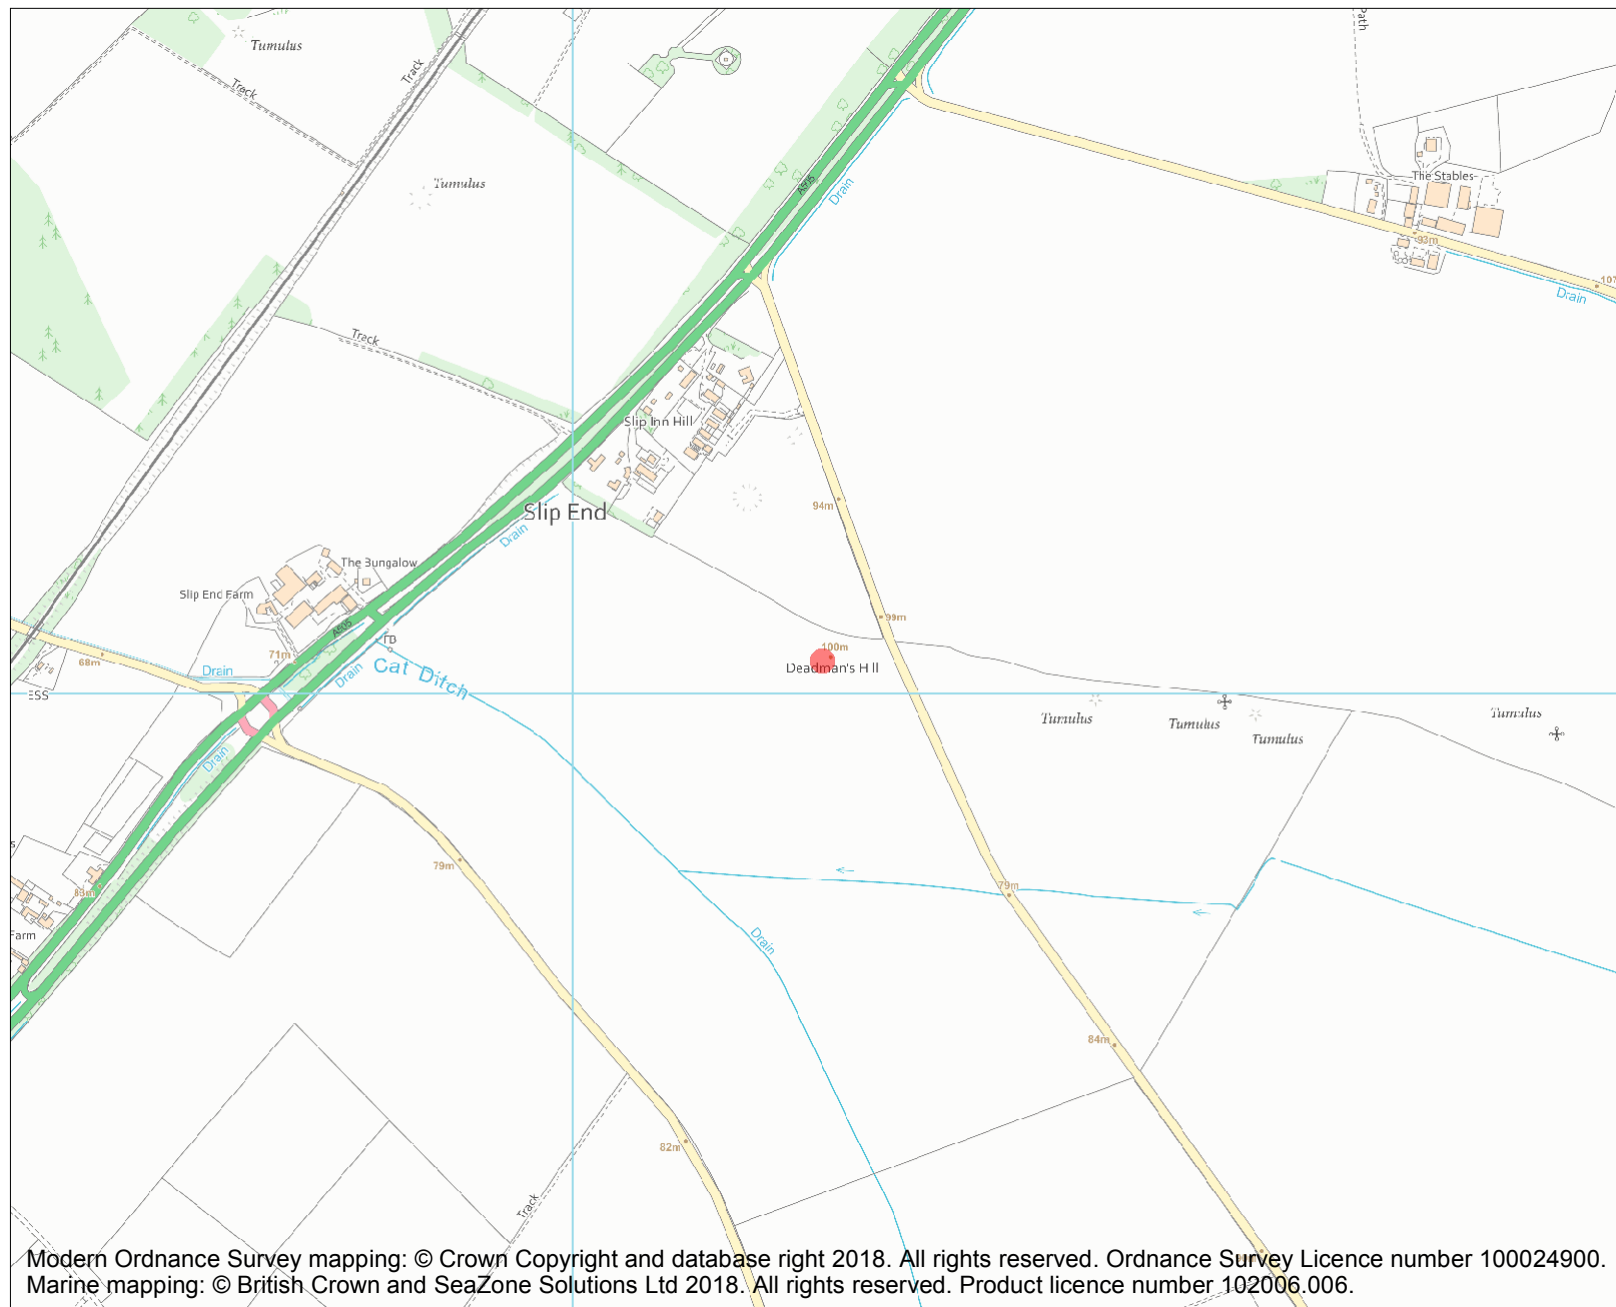 Path
Tumulus
Track
Track
Tumulus
A505
Drain
The Stables
93m
107
Drain
Track
Slip Inn Hill
94m
Slip End
Drain
The Bungalow
Slip End Farm
A505
FB
99m
100m
Deadman's Hill
68m
71m
Drain
Drain
Cat Ditch
ESS
Tumulus
Tumulus
Tumulus
Tumulus
Drain
79m
83m
79m
Farm
Drain
84m
82m
Track
Modern Ordnance Survey mapping: © Crown Copyright and database right 2018. All rights reserved. Ordnance Survey Licence number 100024900.
Marine mapping: © British Crown and SeaZone Solutions Ltd 2018. All rights reserved. Product licence number 102006.006.